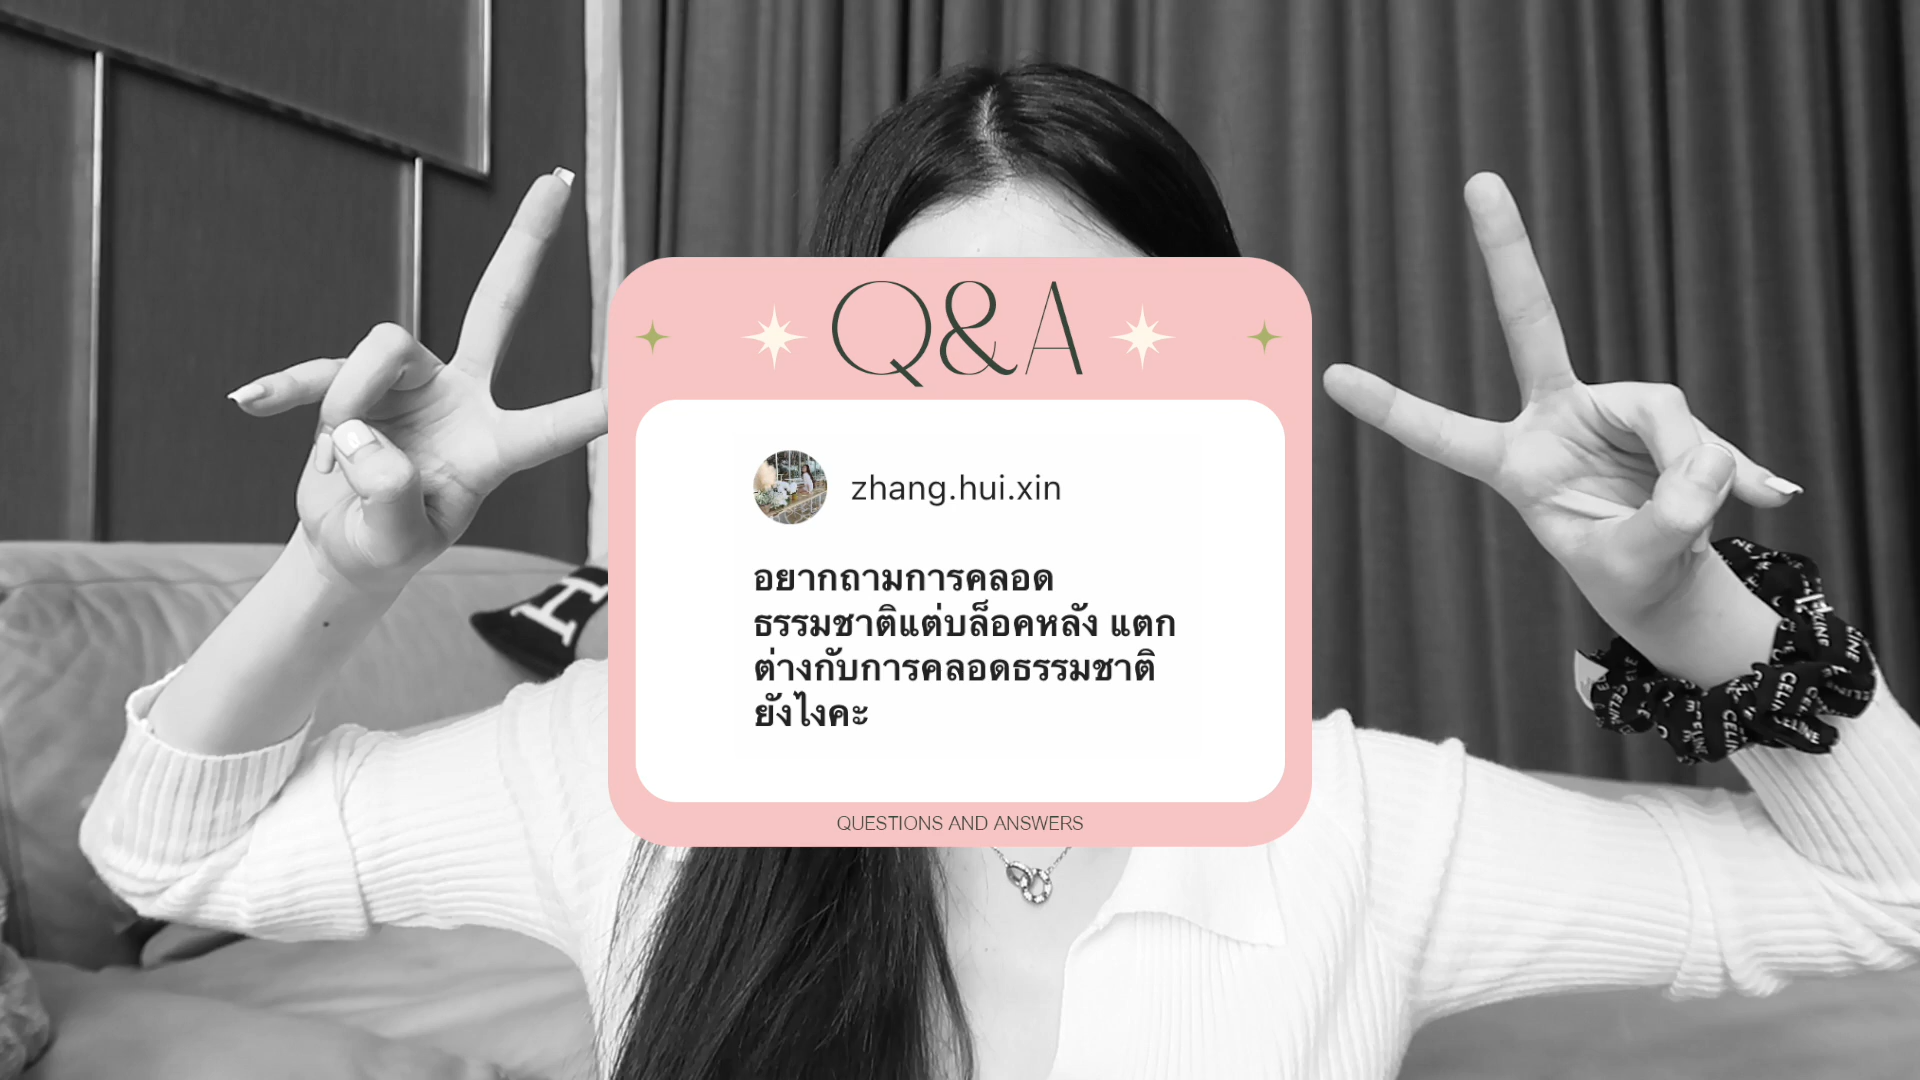 Q&A
zhang.hui.xin
อยากถามการคลอด
ธรรมชาติแต่บล็อคหลัง แตก
ต่างกับการคลอดธรรมชาติ
ยังไงคะ
QUESTIONS AND ANSWERS
H
CELINE
CELINE
CELINE